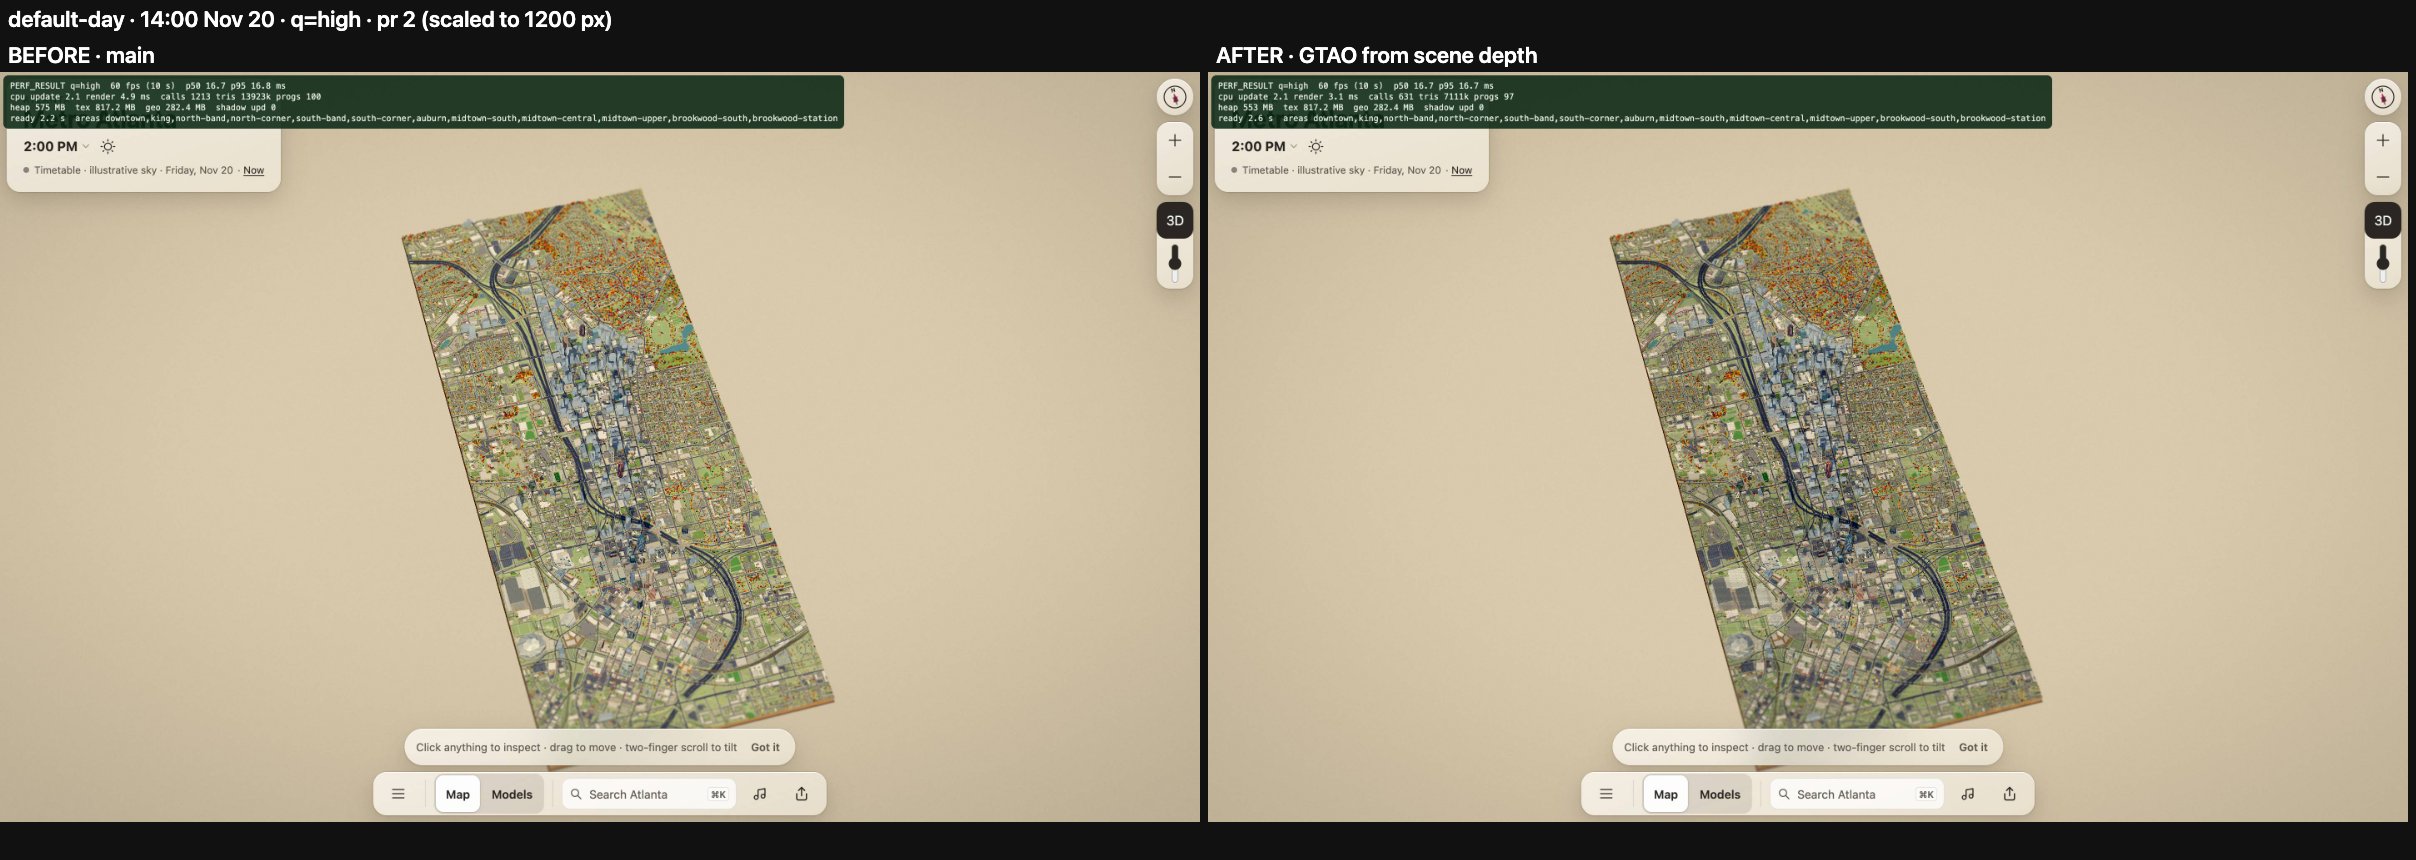 default-day · 14:00 Nov 20 · q=high · pr 2 (scaled to 1200 px)
BEFORE · main
PERF_RESULT q=high 60 fps (10 s) p50 16.7 p95 16.8 ms
cpu update 2.1 render 4.9 ms calls 1213 tris 13923k progs 100
heap 575 MB tex 817.2 MB geo 282.4 MB shadow upd 0
ready 2.2 s areas downtown,king,north-band,north-corner,south-band,south-corner,auburn,midtown-south,midtown-central,midtown-upper,brookwood-south,brookwood-station
2:00 PM
Timetable · illustrative sky · Friday, Nov 20 · Now
+
−
3D
Click anything to inspect · drag to move · two-finger scroll to tilt Got it
Map Models Search Atlanta ⌘K
AFTER · GTAO from scene depth
PERF_RESULT q=high 60 fps (10 s) p50 16.7 p95 16.7 ms
cpu update 2.1 render 3.1 ms calls 631 tris 7111k progs 97
heap 553 MB tex 817.2 MB geo 282.4 MB shadow upd 0
ready 2.6 s areas downtown,king,north-band,north-corner,south-band,south-corner,auburn,midtown-south,midtown-central,midtown-upper,brookwood-south,brookwood-station
2:00 PM
Timetable · illustrative sky · Friday, Nov 20 · Now
+
−
3D
Click anything to inspect · drag to move · two-finger scroll to tilt Got it
Map Models Search Atlanta ⌘K